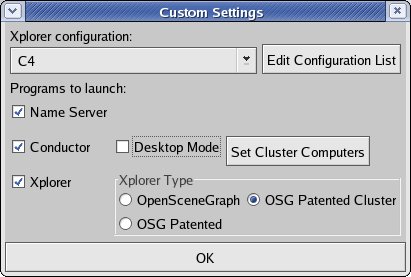 Custom Settings
Xplorer configuration:
C4
Edit Configuration List
Programs to launch:
Name Server
Conductor
Desktop Mode
Set Cluster Computers
Xplorer
Xplorer Type
OpenSceneGraph
OSG Patented Cluster
OSG Patented
OK